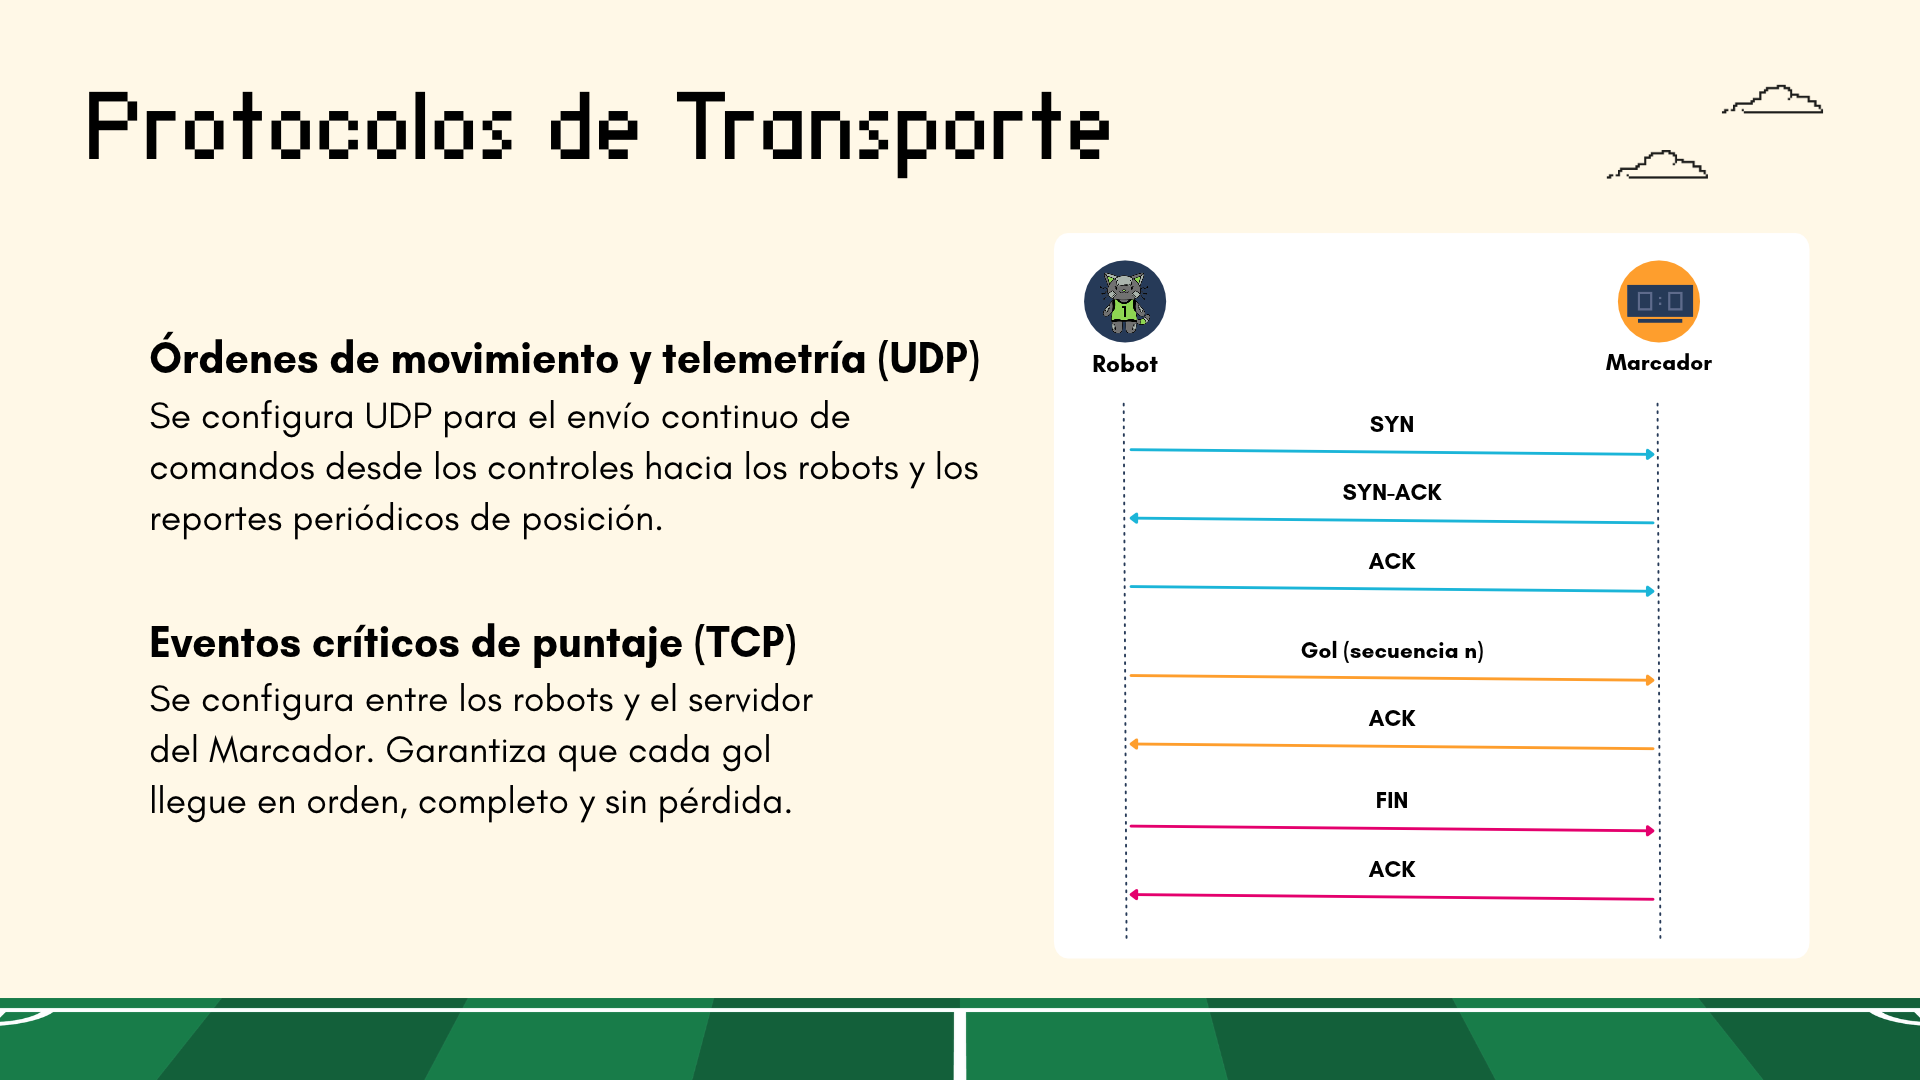 Protocolos de Transporte
Órdenes de movimiento y telemetría (UDP)
Se configura UDP para el envío continuo de
comandos desde los controles hacia los robots y los
reportes periódicos de posición.
Eventos críticos de puntaje (TCP)
Se configura entre los robots y el servidor
del Marcador. Garantiza que cada gol
llegue en orden, completo y sin pérdida.
1
0:0
Robot
Marcador
SYN
SYN-ACK
ACK
Gol (secuencia n)
ACK
FIN
ACK